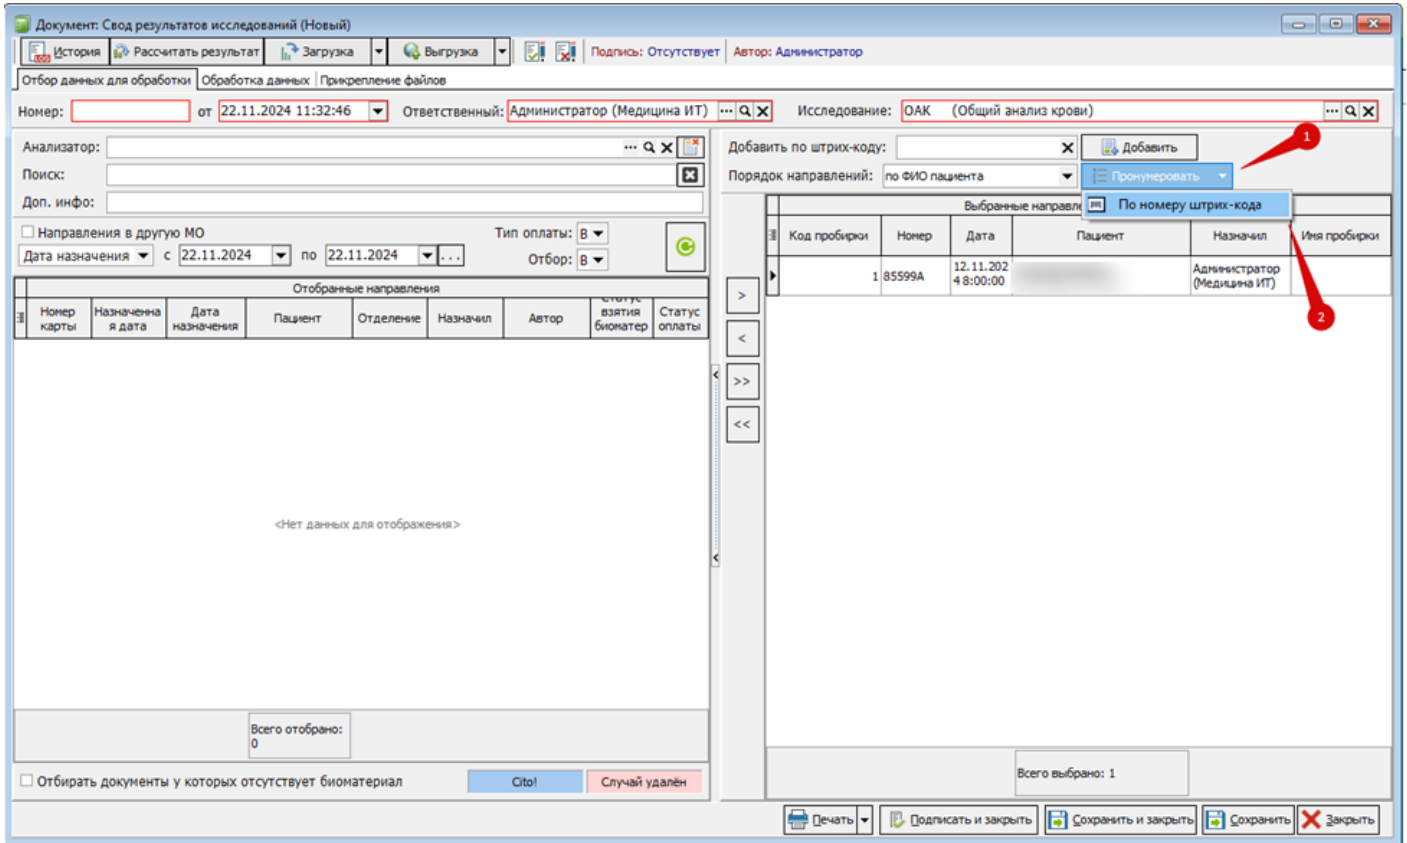 Документ: Свод результатов исследований (Новый)
История Рассчитать результат Загрузка Выгрузка Подпись: Отсутствует Автор: Администратор
Отбор данных для обработки Обработка данных Прикрепление файлов
Номер: от 22.11.2024 11:32:46 Ответственный: Администратор (Медицина ИТ) ... Исследование: ОАК (Общий анализ крови) ...
Анализатор: ... Добавить по штрих-коду: Добавить 1
Поиск: Порядок направлений: по ФИО пациента Пронумеровать
Доп. инфо: Выбранные направле По номеру штрих-кода
Направления в другую МО Тип оплаты: В
Дата назначения с 22.11.2024 по 22.11.2024 ... Отбор: В
Код пробирки Номер Дата Пациент Назначил Имя пробирки
1 85599А 12.11.202
4 8:00:00 Администратор
(Медицина ИТ)
2
Отобранные направления
Номер
карты Назначенна
я дата Дата
назначения Пациент Отделение Назначил Автор Статус
взятия
биоматер Статус
оплаты
>
<
>>
<<
<Нет данных для отображения>
Всего отобрано:
0
Всего выбрано: 1
Отбирать документы у которых отсутствует биоматериал Cito! Случай удалён
Печать Подписать и закрыть Сохранить и закрыть Сохранить Закрыть